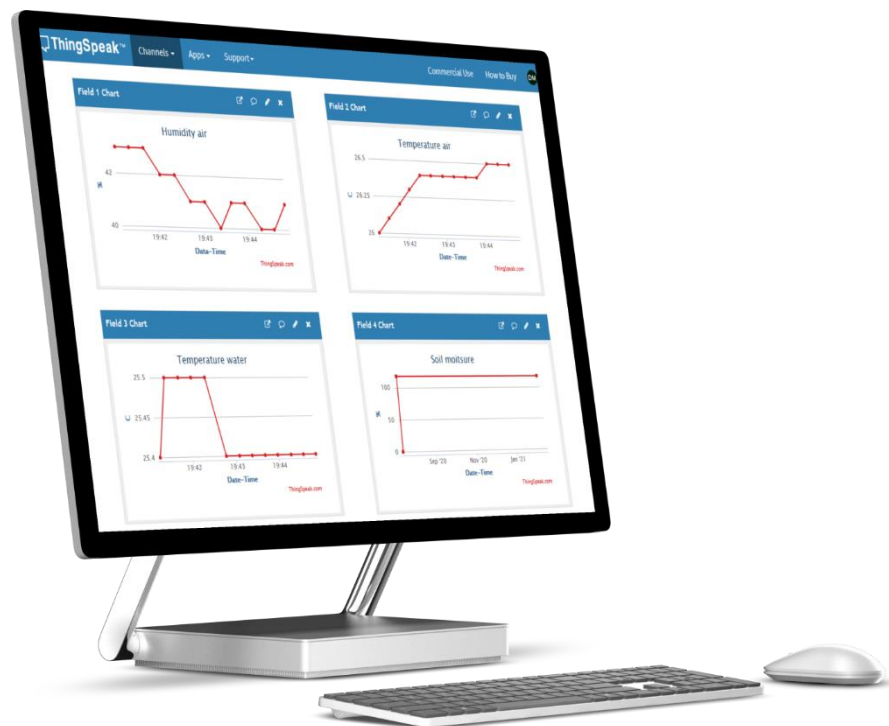 ThingSpeak™ Channels Apps Support Commercial Use How to Buy DM
Field 1 Chart
Humidity air
42
40
%
19:42 19:43 19:44
Data-Time
ThingSpeak.com
Field 2 Chart
Temperature air
26.5
26.25
26
C
19:42 19:43 19:44
Date-Time
ThingSpeak.com
Field 3 Chart
Temperature water
25.5
25.45
25.4
C
19:42 19:43 19:44
Date-Time
ThingSpeak.com
Field 4 Chart
Soil moitsure
100
50
0
%
Sep '20 Nov '20 Jan '21
Date-Time
ThingSpeak.com